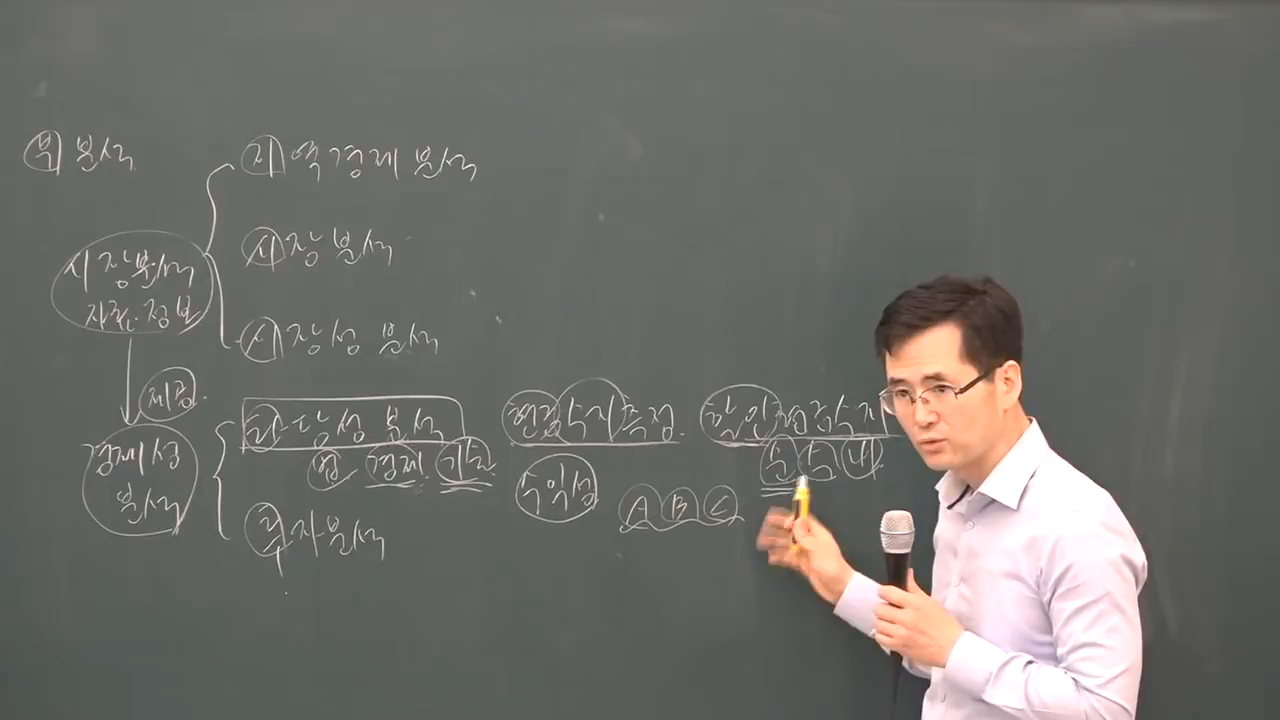 부 분석
지역경제 분석
시장 분석
시장성 분석
시장분석
자료·정보
제공
경제성
분석
타당성 분석
법 경제 기술
투자분석
현금수지측정
수익성
A B C
할인현금수지
순 수 내